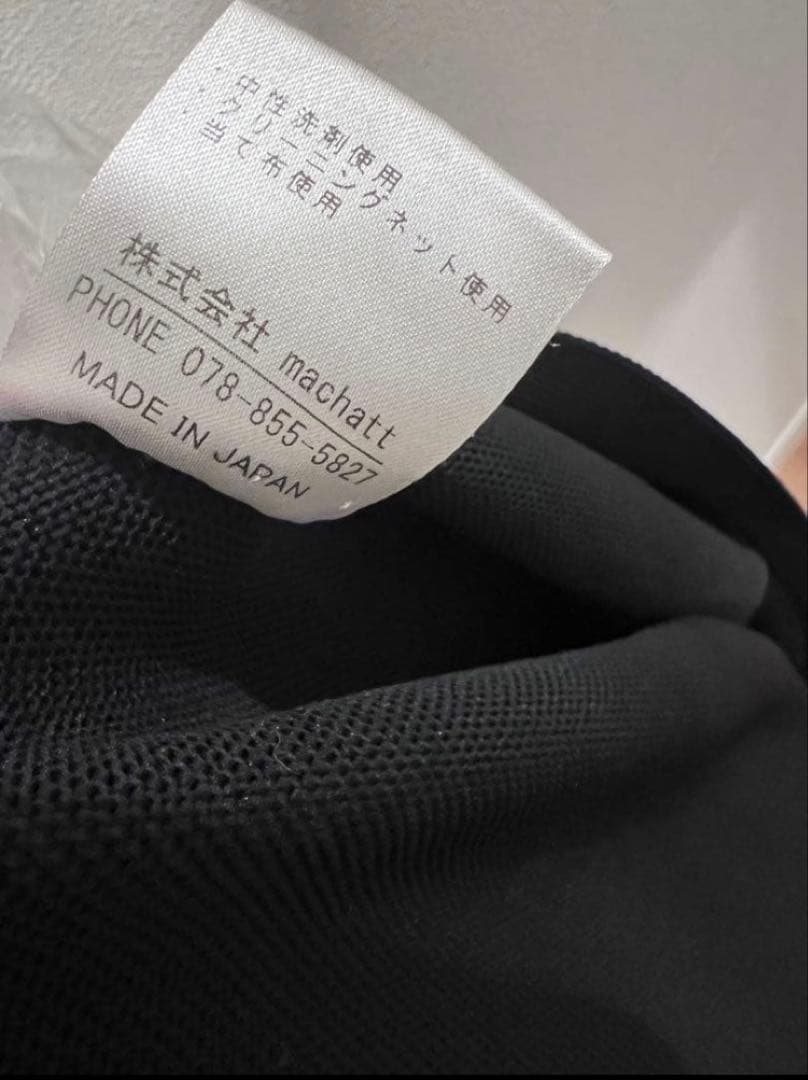 ・中性洗剤使用
・クリーニングネット使用
・当て布使用
株式会社 machatt
PHONE 078-855-5827
MADE IN JAPAN